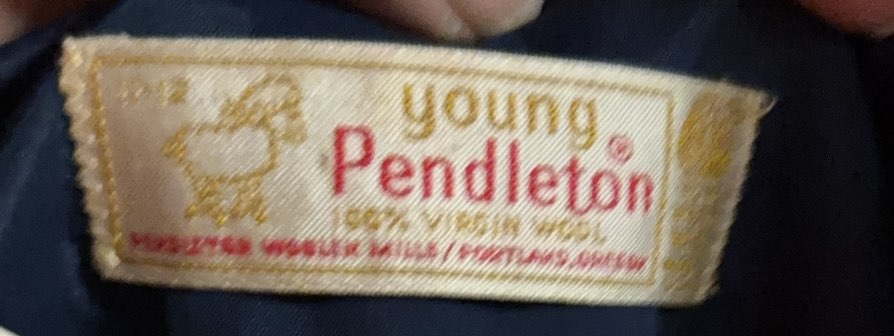 young
Pendleton®
100% VIRGIN WOOL
PENDLETON WOOLEN MILLS / PORTLAND, OREGON